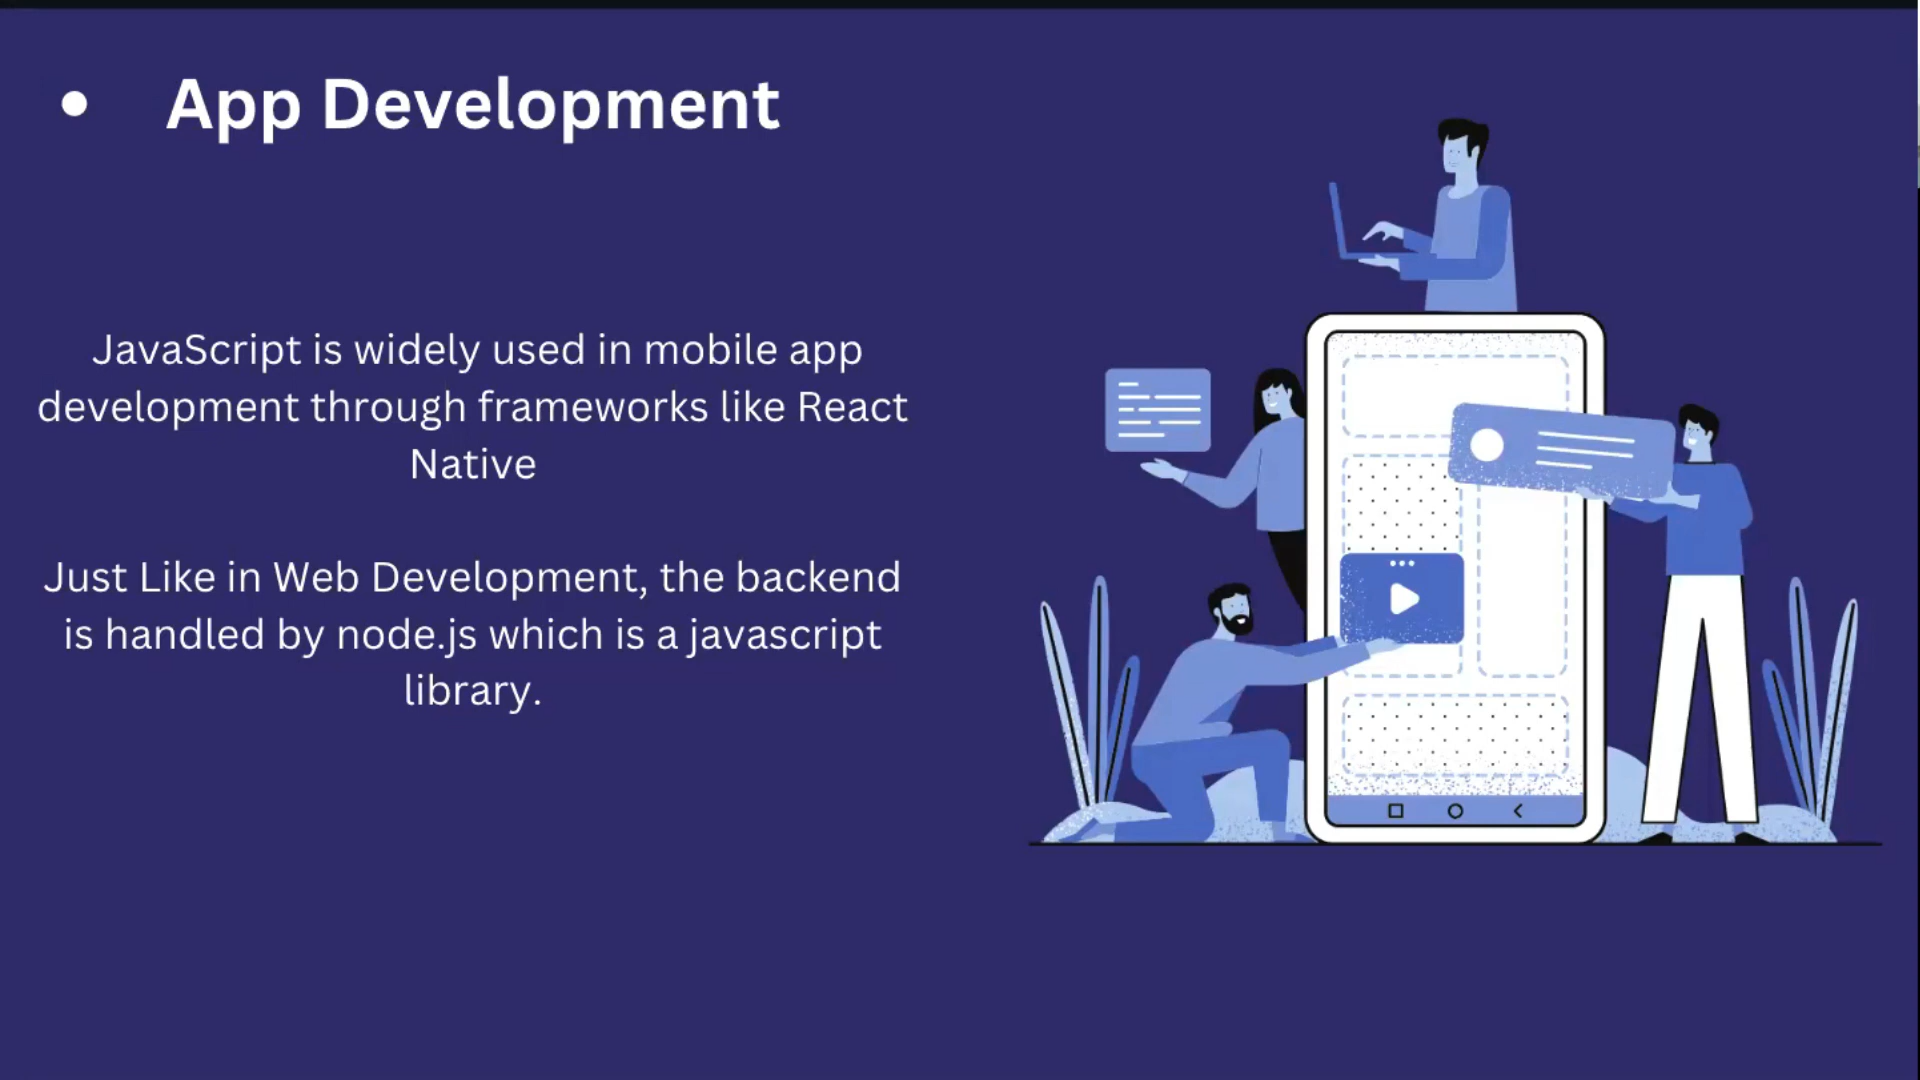 • App Development
JavaScript is widely used in mobile app
development through frameworks like React
Native
Just Like in Web Development, the backend
is handled by node.js which is a javascript
library.